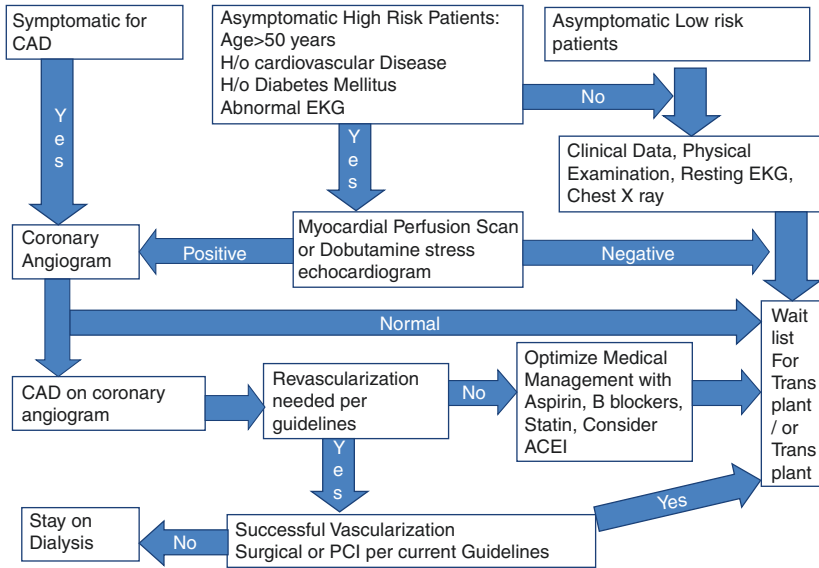 Symptomatic for
CAD
Asymptomatic High Risk Patients:
Age>50 years
H/o cardiovascular Disease
H/o Diabetes Mellitus
Abnormal EKG
Asymptomatic Low risk
patients
No
Yes
Yes
Clinical Data, Physical
Examination, Resting EKG,
Chest X ray
Coronary
Angiogram
Positive
Myocardial Perfusion Scan
or Dobutamine stress
echocardiogram
Negative
Normal
Wait
list
For
Trans
plant
/ or
Trans
plant
CAD on coronary
angiogram
Revascularization
needed per
guidelines
No
Optimize Medical
Management with
Aspirin, B blockers,
Statin, Consider
ACEI
Yes
Stay on
Dialysis
No
Successful Vascularization
Surgical or PCI per current Guidelines
Yes